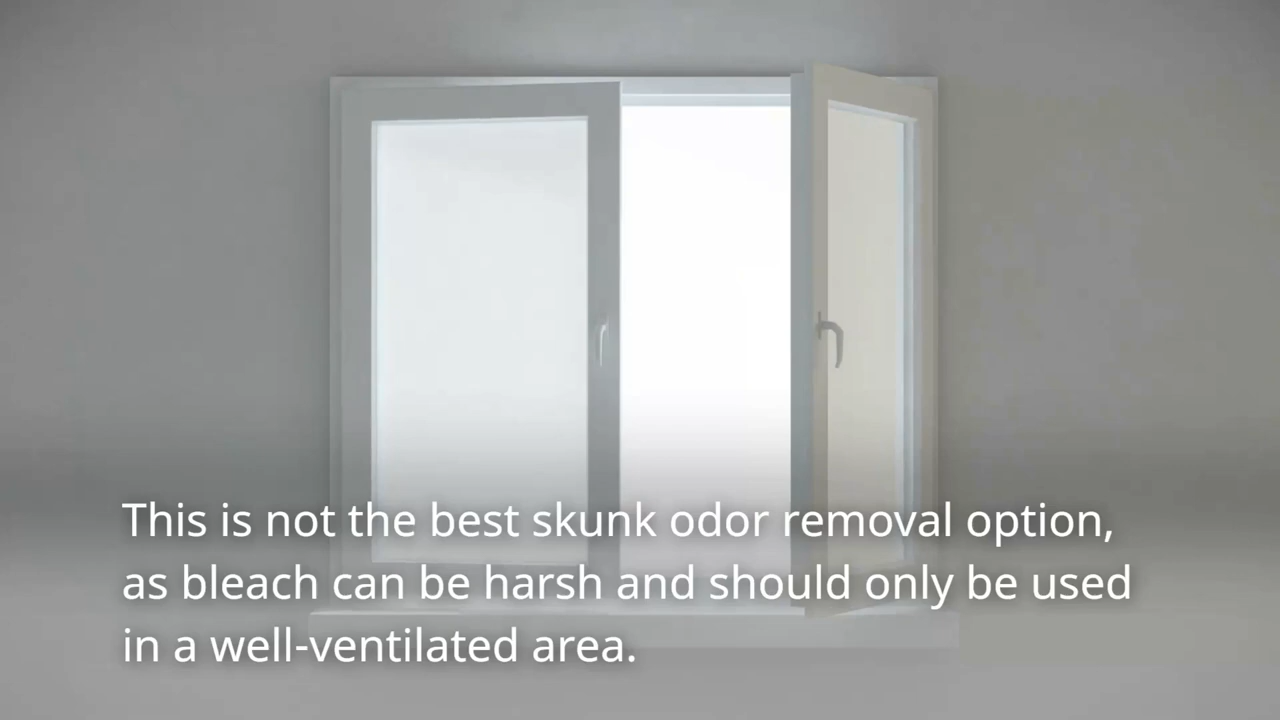 This is not the best skunk odor removal option,
as bleach can be harsh and should only be used
in a well-ventilated area.